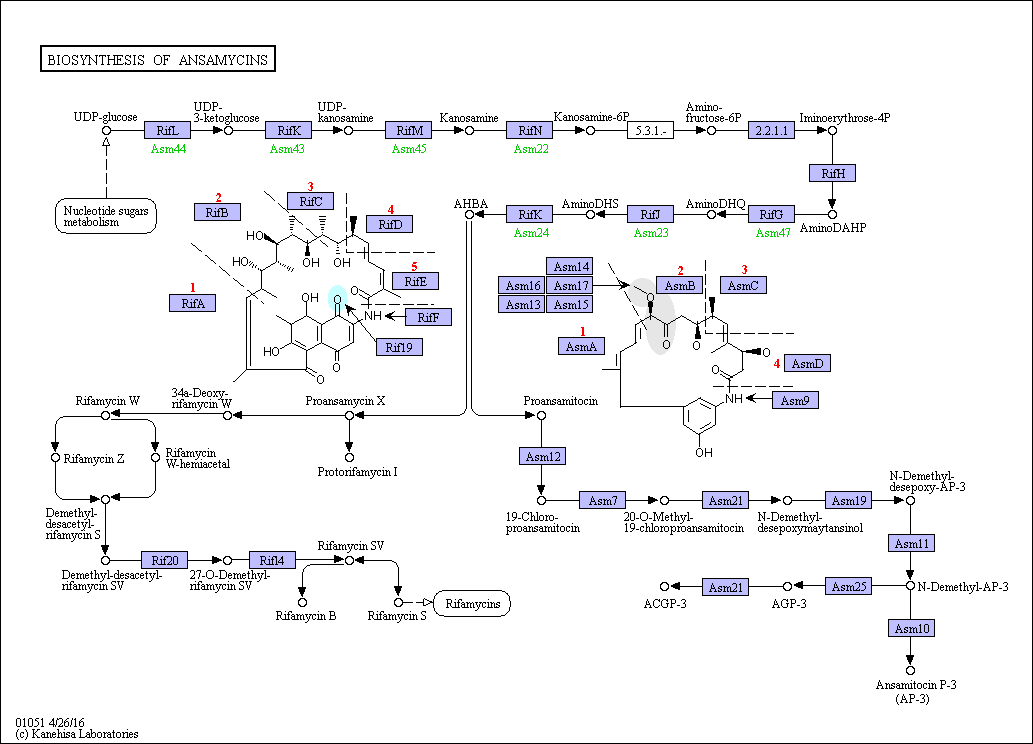 BIOSYNTHESIS OF ANSAMYCINS
UDP-glucose
UDP-
3-ketoglucose
UDP-
kanosamine
Kanosamine
Kanosamine-6P
Amino-
fructose-6P
Iminoerythrose-4P
RifL
RifK
RifM
RifN
5.3.1.-
2.2.1.1
Asm44
Asm43
Asm45
Asm22
RifH
Nucleotide sugars
metabolism
AHBA
RifK
AminoDHS
RifJ
AminoDHQ
RifG
AminoDAHP
Asm24
Asm23
Asm47
1
RifA
2
RifB
3
RifC
4
RifD
5
RifE
RifF
Rif19
HO
OH
OH
HO
OH
O
O
NH
HO
O
O
Asm14
Asm16
Asm17
Asm13
Asm15
1
AsmA
2
AsmB
3
AsmC
4
AsmD
Asm9
O
O
O
O
O
NH
OH
Rifamycin W
34a-Deoxy-
rifamycin W
Proansamycin X
Proansamitocin
Rifamycin Z
Rifamycin
W-hemiacetal
Protorifamycin I
Asm12
Demethyl-
desacetyl-
rifamycin S
19-Chloro-
proansamitocin
Asm7
20-O-Methyl-
19-chloroproansamitocin
Asm21
N-Demethyl-
desepoxymaytansinol
Asm19
N-Demethyl-
desepoxy-AP-3
Asm11
Demethyl-desacetyl-
rifamycin SV
Rif20
27-O-Demethyl-
rifamycin SV
Rif14
Rifamycin SV
Rifamycin B
Rifamycin S
Rifamycins
ACGP-3
Asm21
AGP-3
Asm25
N-Demethyl-AP-3
Asm10
Ansamitocin P-3
(AP-3)
01051 4/26/16
(c) Kanehisa Laboratories